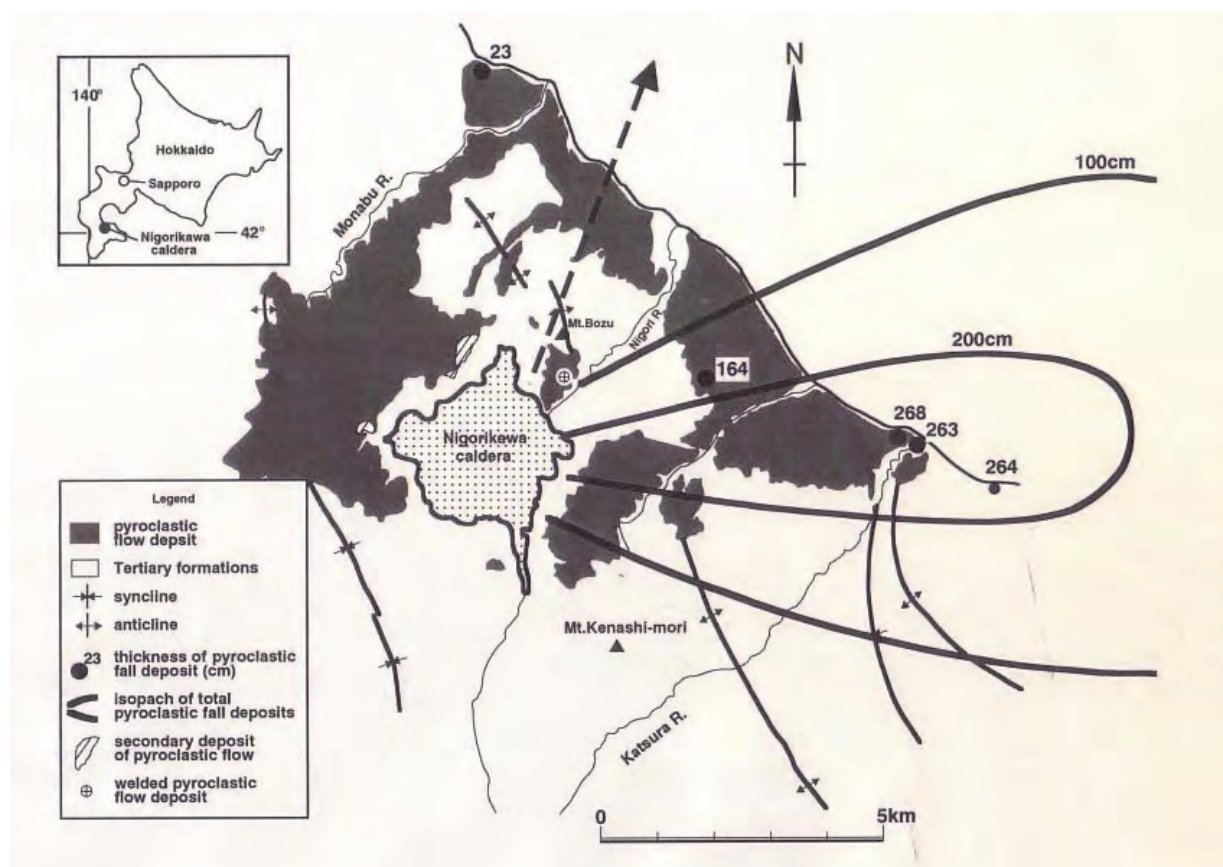 140°
Hokkaido
Sapporo
Nigorikawa
caldera
42°
23
N
Monabu R.
100cm
Mt.Bozu
Nigori R.
200cm
164
268
263
264
Nigorikewa
caldera
Mt.Kenashi-mori
Katsura R.
Legend
pyroclastic
flow deposit
Tertiary formations
syncline
anticline
23 thickness of pyroclastic
fall deposit (cm)
isopach of total
pyroclastic fall deposits
secondary deposit
of pyroclastic flow
welded pyroclastic
flow deposit
0 5km